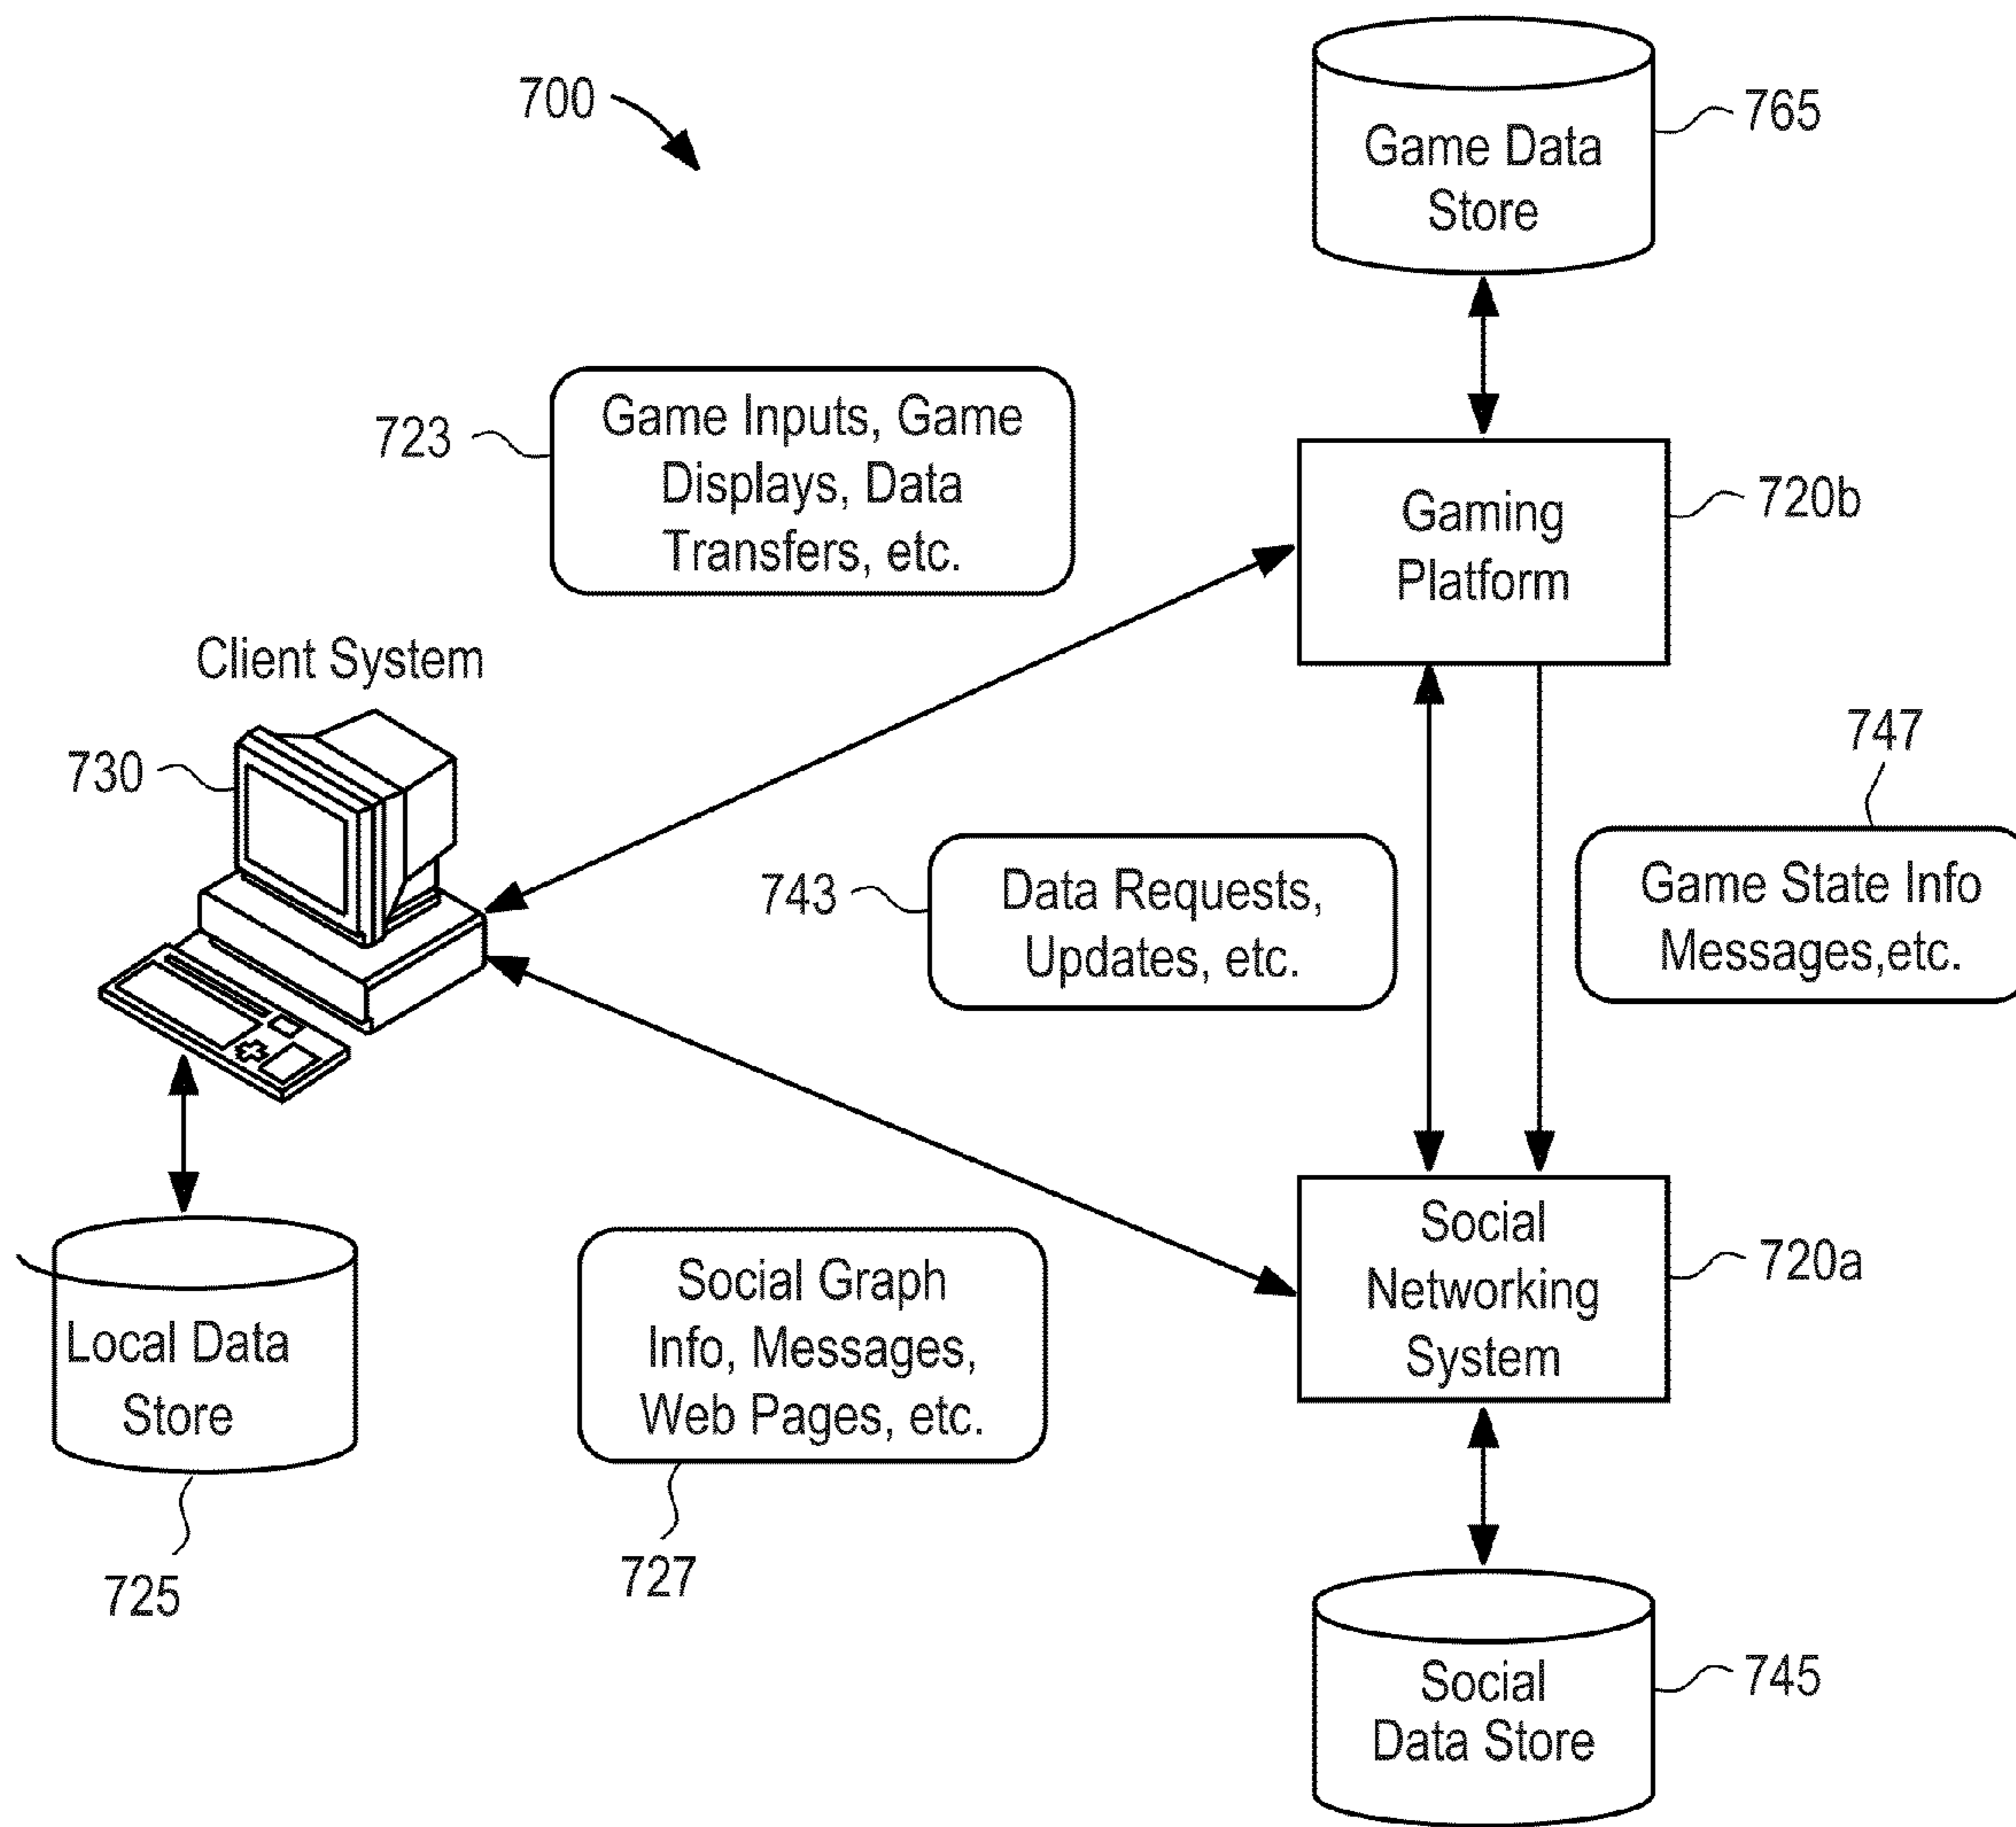 700
765
Game Data
Store
723
Game Inputs, Game
Displays, Data
Transfers, etc.
720b
Gaming
Platform
Client System
730
747
743
Data Requests,
Updates, etc.
Game State Info
Messages,etc.
Social
Networking
System
720a
Local Data
Store
Social Graph
Info, Messages,
Web Pages, etc.
725
727
Social
Data Store
745